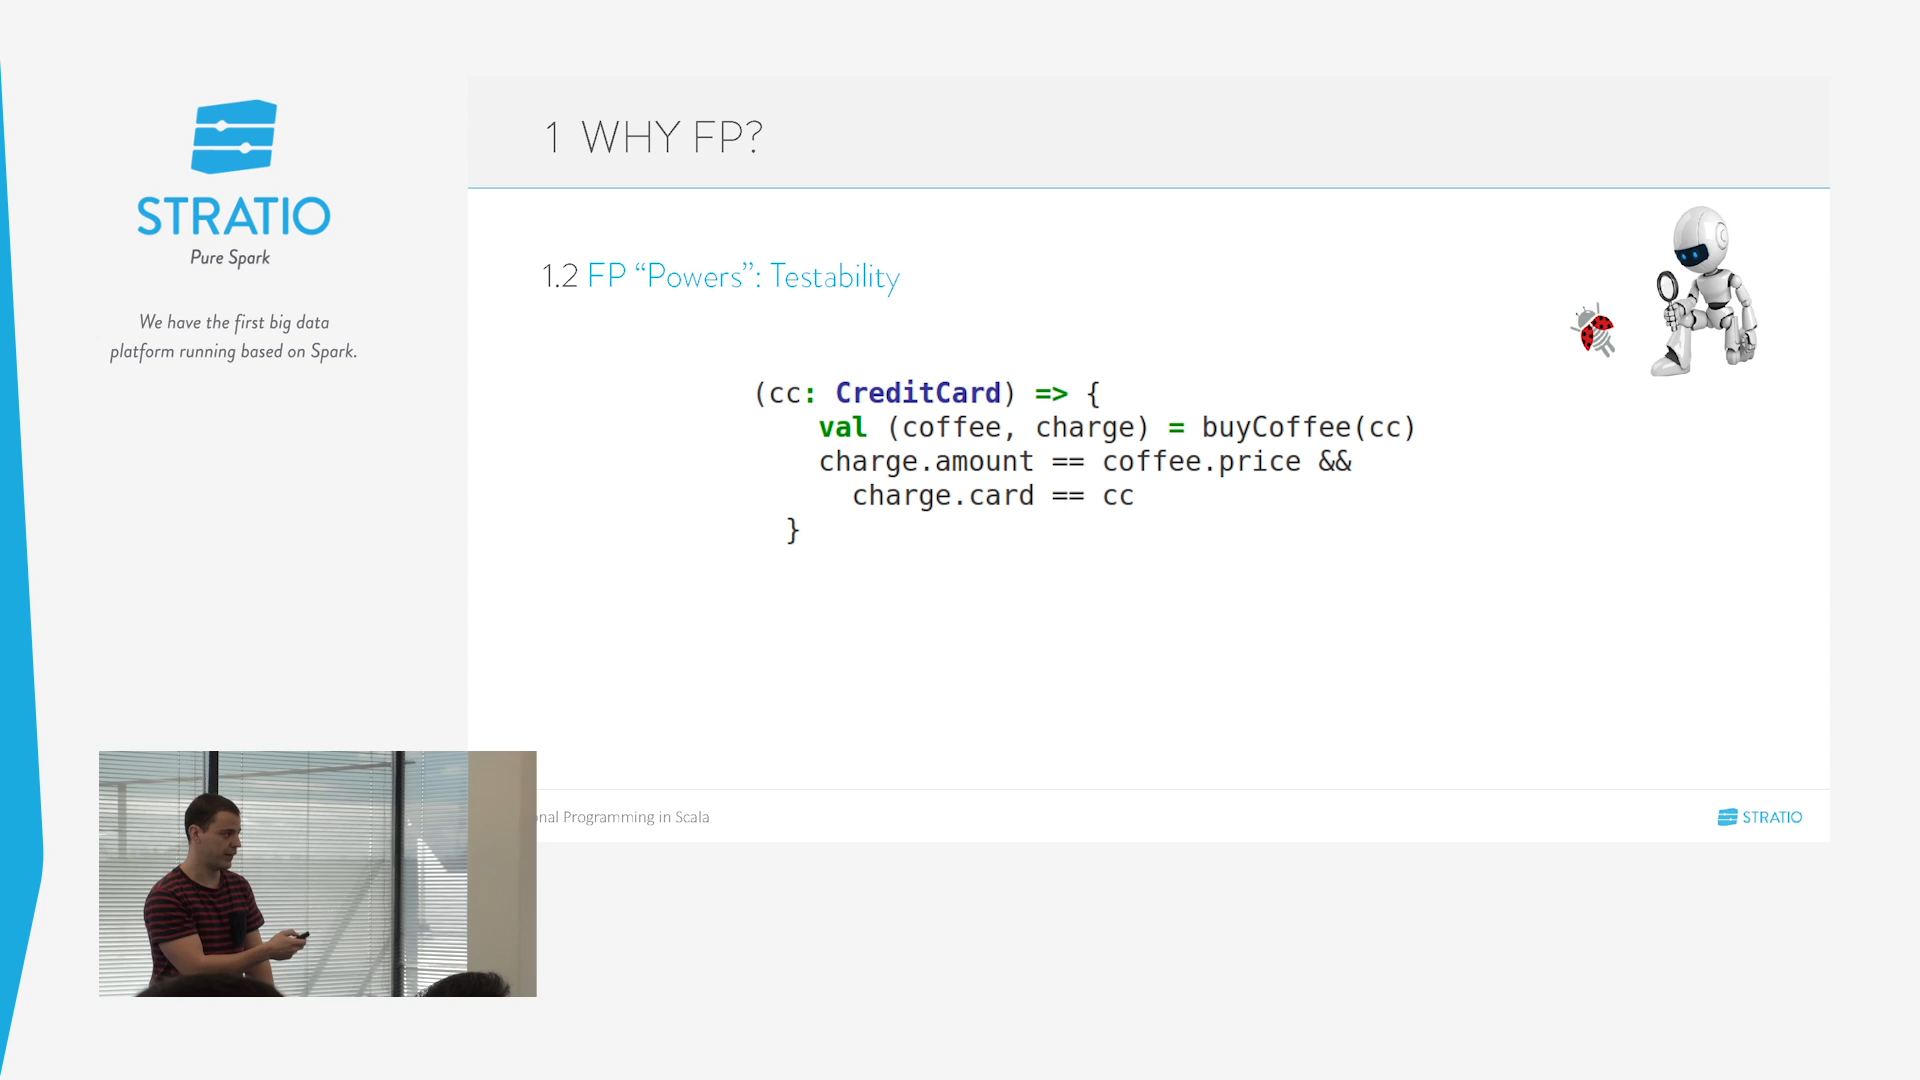 STRATIO
Pure Spark
We have the first big data
platform running based on Spark.
1 WHY FP?
1.2 FP “Powers”: Testability
(cc: CreditCard) => {
val (coffee, charge) = buyCoffee(cc)
charge.amount == coffee.price &&
charge.card == cc
}
Programming in Scala
STRATIO